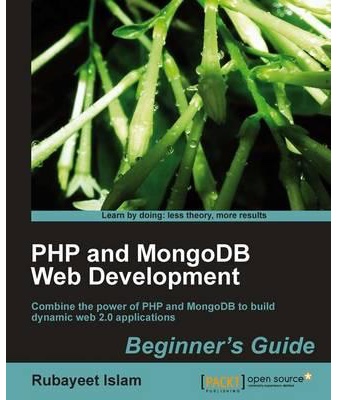 Learn by doing: less theory, more results
PHP and MongoDB
Web Development
Combine the power of PHP and MongoDB to build
dynamic web 2.0 applications
Beginner's Guide
Rubayeet Islam
[PACKT] open source*
PUBLISHING